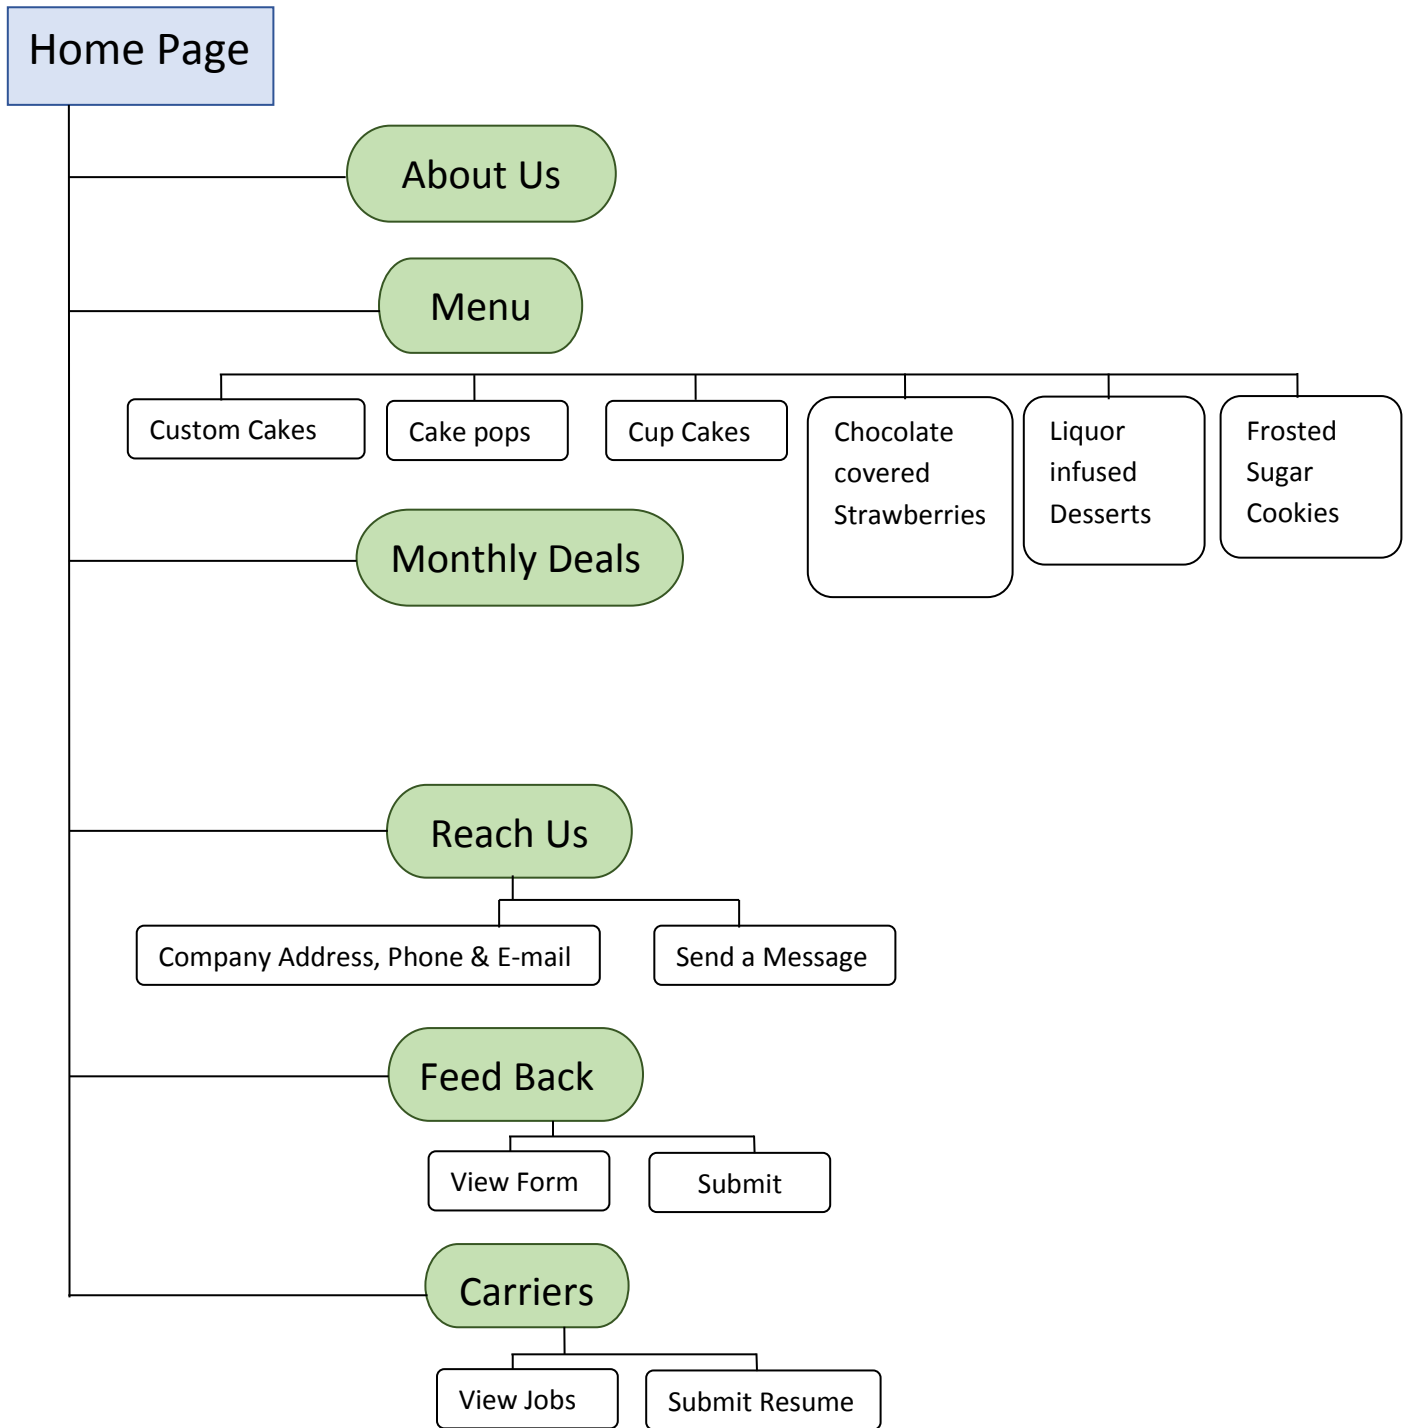 Home Page
About Us
Menu
Custom Cakes
Cake pops
Cup Cakes
Chocolate
covered
Strawberries
Liquor
infused
Desserts
Frosted
Sugar
Cookies
Monthly Deals
Reach Us
Company Address, Phone & E-mail
Send a Message
Feed Back
View Form
Submit
Carriers
View Jobs
Submit Resume